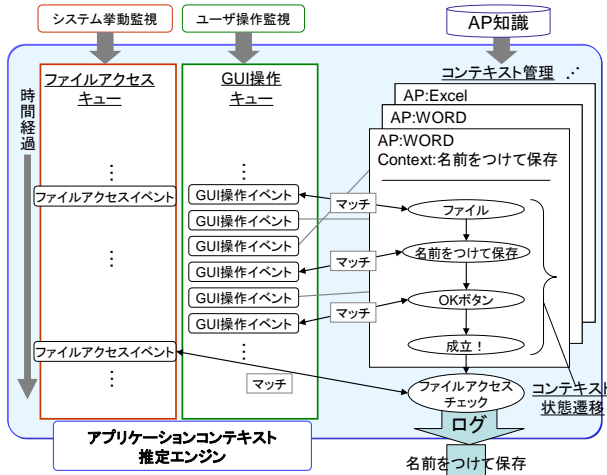 システム挙動監視
ユーザ操作監視
AP知識
ファイルアクセス
キュー
GUI操作
キュー
コンテキスト管理
⋰
時間経過
AP:Excel
AP:WORD
AP:WORD
Context:名前をつけて保存
⋮
⋮
ファイルアクセスイベント
GUI操作イベント
マッチ
ファイル
GUI操作イベント
GUI操作イベント
名前をつけて保存
⋮
GUI操作イベント
マッチ
GUI操作イベント
OKボタン
GUI操作イベント
マッチ
ファイルアクセスイベント
成立！
⋮
⋮
マッチ
ファイルアクセス
チェック
コンテキスト
状態遷移
ログ
アプリケーションコンテキスト
推定エンジン
名前をつけて保存